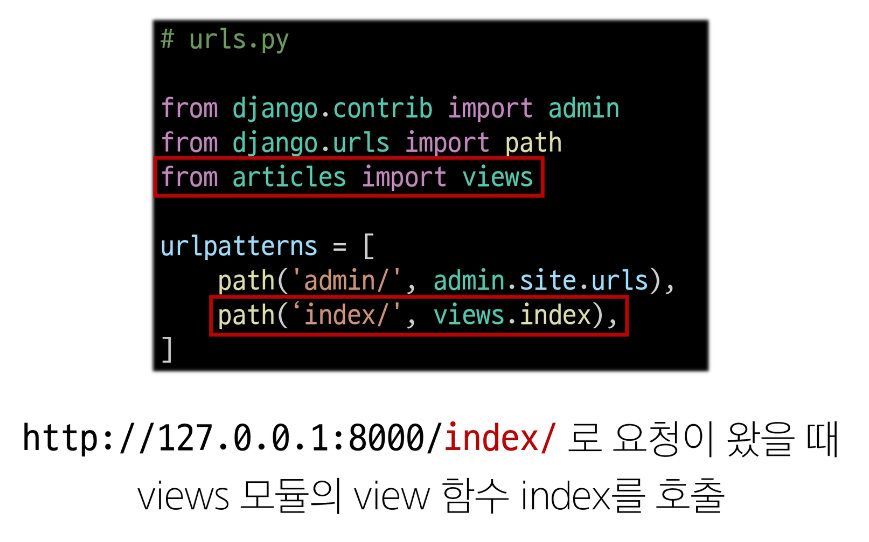 # urls.py
from django.contrib import admin
from django.urls import path
from articles import views
urlpatterns = [
path('admin/', admin.site.urls),
path(‘index/', views.index),
]
http://127.0.0.1:8000/index/ 로 요청이 왔을 때
views 모듈의 view 함수 index를 호출